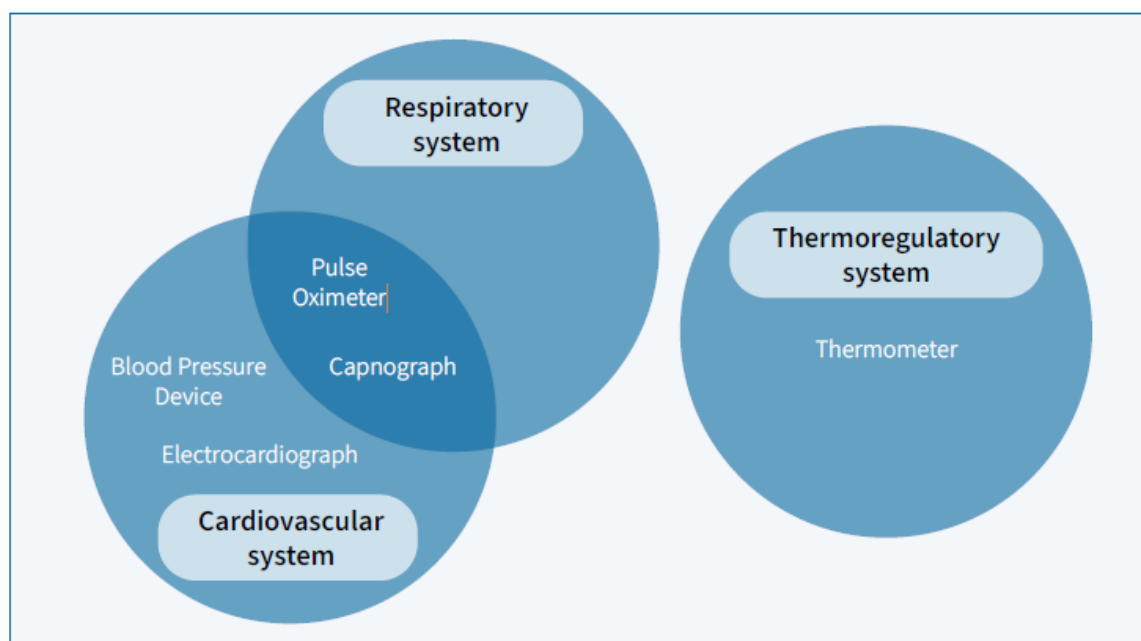 Respiratory
system
Pulse
Oximeter
Blood Pressure
Device
Capnograph
Electrocardiograph
Cardiovascular
system
Thermoregulatory
system
Thermometer